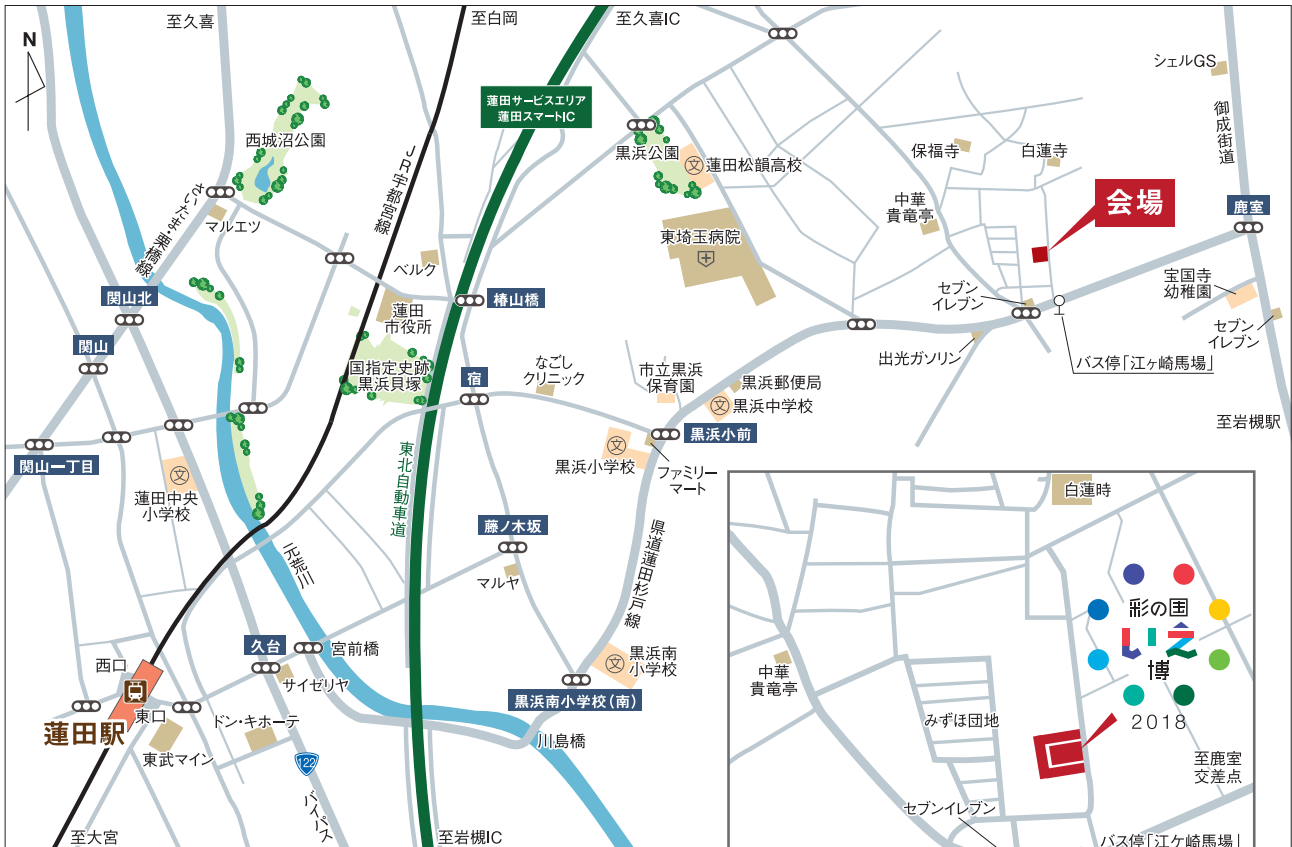 至久喜
至白岡
至久喜IC
N
シェルGS
蓮田サービスエリア
蓮田スマートIC
御成街道
西城沼公園
JR宇都宮線
黒浜公園
文
蓮田松韻高校
保福寺
白蓮寺
さいたま・栗橋線
マルエツ
中華
貴竜亭
会場
鹿室
東埼玉病院
ベルク
関山北
蓮田
市役所
椿山橋
セブン
イレブン
宝国寺
幼稚園
関山
国指定史跡
黒浜貝塚
宿
なごし
クリニック
市立黒浜
保育園
黒浜郵便局
文
黒浜中学校
出光ガソリン
バス停「江ヶ崎馬場」
セブン
イレブン
至岩槻駅
関山一丁目
文
蓮田中央
小学校
東北自動車道
文
黒浜小学校
黒浜小前
ファミリー
マート
藤ノ木坂
マルヤ
元荒川
県道蓮田杉戸線
久台
宮前橋
サイゼリヤ
文
黒浜南
小学校
黒浜南小学校(南)
西口
東口
蓮田駅
東武マイン
ドン・キホーテ
122
バイパス
川島橋
至大宮
至岩槻IC
白蓮時
彩の国
いえ
博
2018
中華
貴竜亭
みずほ団地
至鹿室
交差点
セブンイレブン
バス停「江ケ崎馬場」